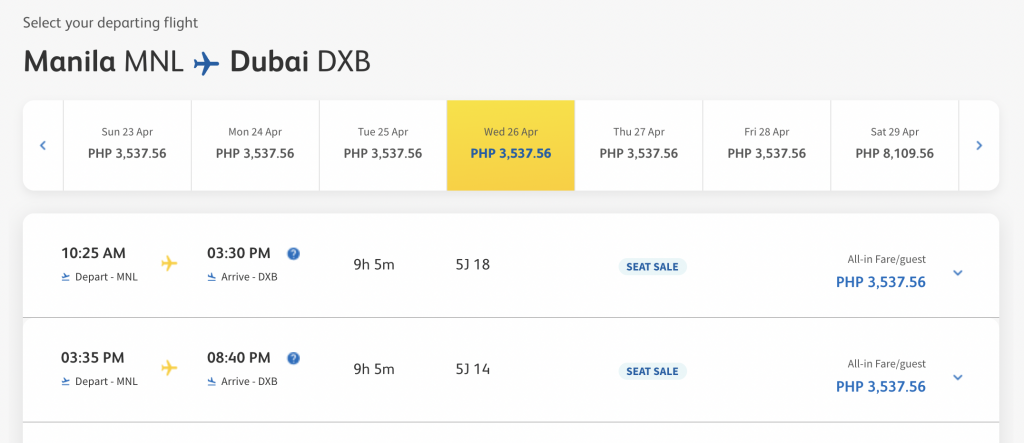 Select your departing flight
Manila MNL Dubai DXB
Sun 23 Apr
PHP 3,537.56
Mon 24 Apr
PHP 3,537.56
Tue 25 Apr
PHP 3,537.56
Wed 26 Apr
PHP 3,537.56
Thu 27 Apr
PHP 3,537.56
Fri 28 Apr
PHP 3,537.56
Sat 29 Apr
PHP 8,109.56
10:25 AM
Depart - MNL
03:30 PM ?
Arrive - DXB
9h 5m
5J 18
SEAT SALE
All-in Fare/guest
PHP 3,537.56
03:35 PM
Depart - MNL
08:40 PM ?
Arrive - DXB
9h 5m
5J 14
SEAT SALE
All-in Fare/guest
PHP 3,537.56